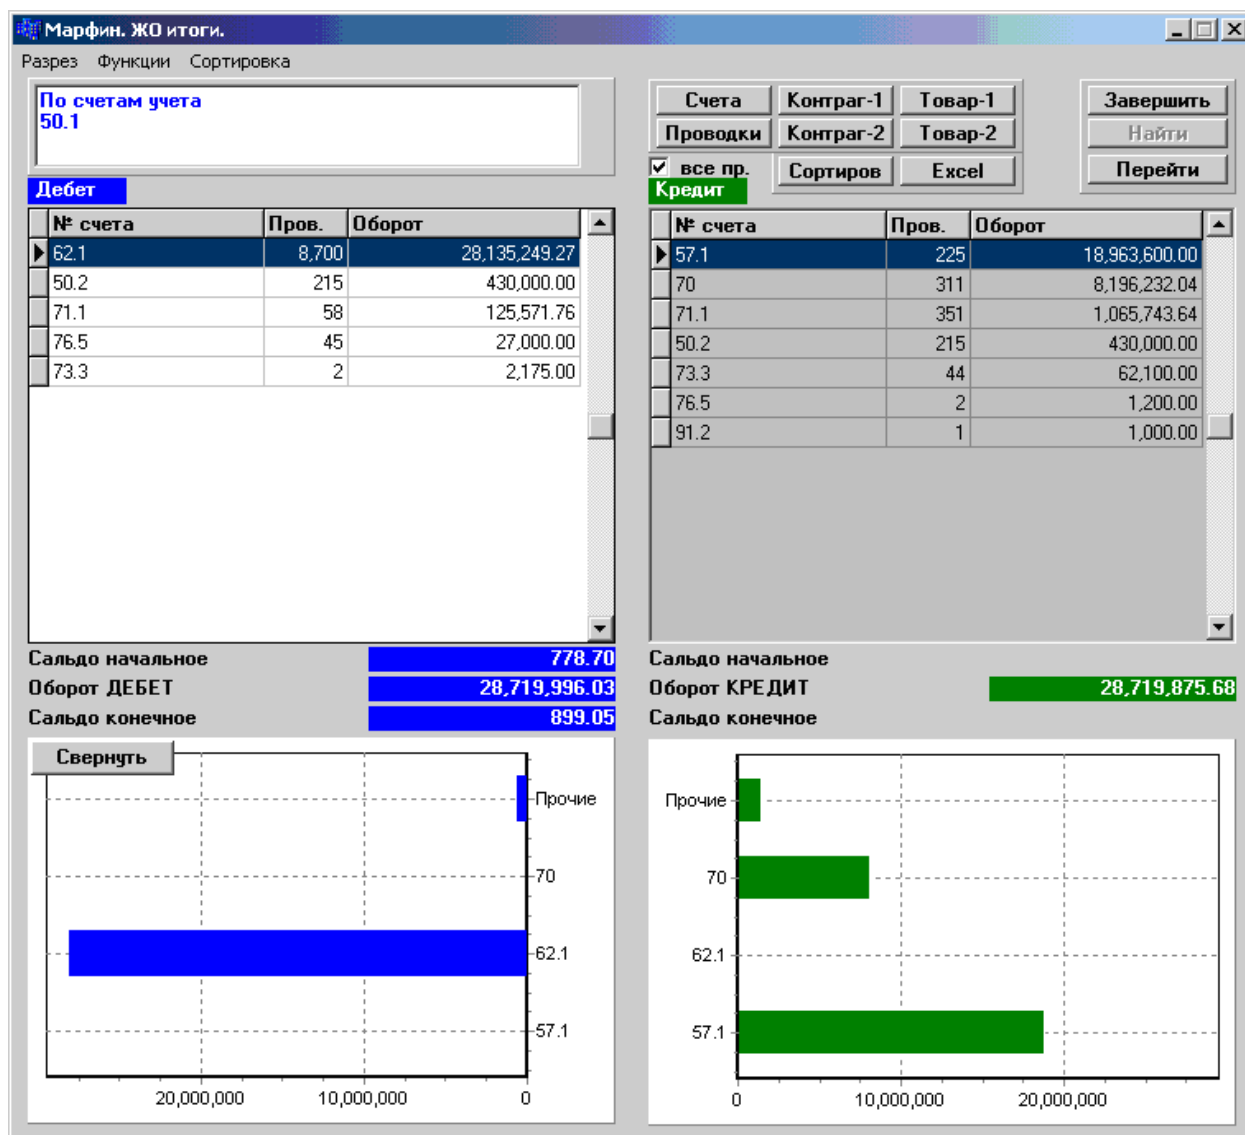 Марфин. ЖО итоги.
Разрез Функции Сортировка
По счетам учета
50.1
Счета Контраг-1 Товар-1
Проводки Контраг-2 Товар-2
все пр. Сортиров Excel
Завершить
Найти
Перейти
Дебет
№ счета Пров. Оборот
62.1 8,700 28,135,249.27
50.2 215 430,000.00
71.1 58 125,571.76
76.5 45 27,000.00
73.3 2 2,175.00
Кредит
№ счета Пров. Оборот
57.1 225 18,963,600.00
70 311 8,196,232.04
71.1 351 1,065,743.64
50.2 215 430,000.00
73.3 44 62,100.00
76.5 2 1,200.00
91.2 1 1,000.00
Сальдо начальное 778.70
Оборот ДЕБЕТ 28,719,996.03
Сальдо конечное 899.05
Сальдо начальное
Оборот КРЕДИТ 28,719,875.68
Сальдо конечное
Свернуть
Прочие
70
62.1
57.1
20,000,000 10,000,000 0
Прочие
70
62.1
57.1
0 10,000,000 20,000,000